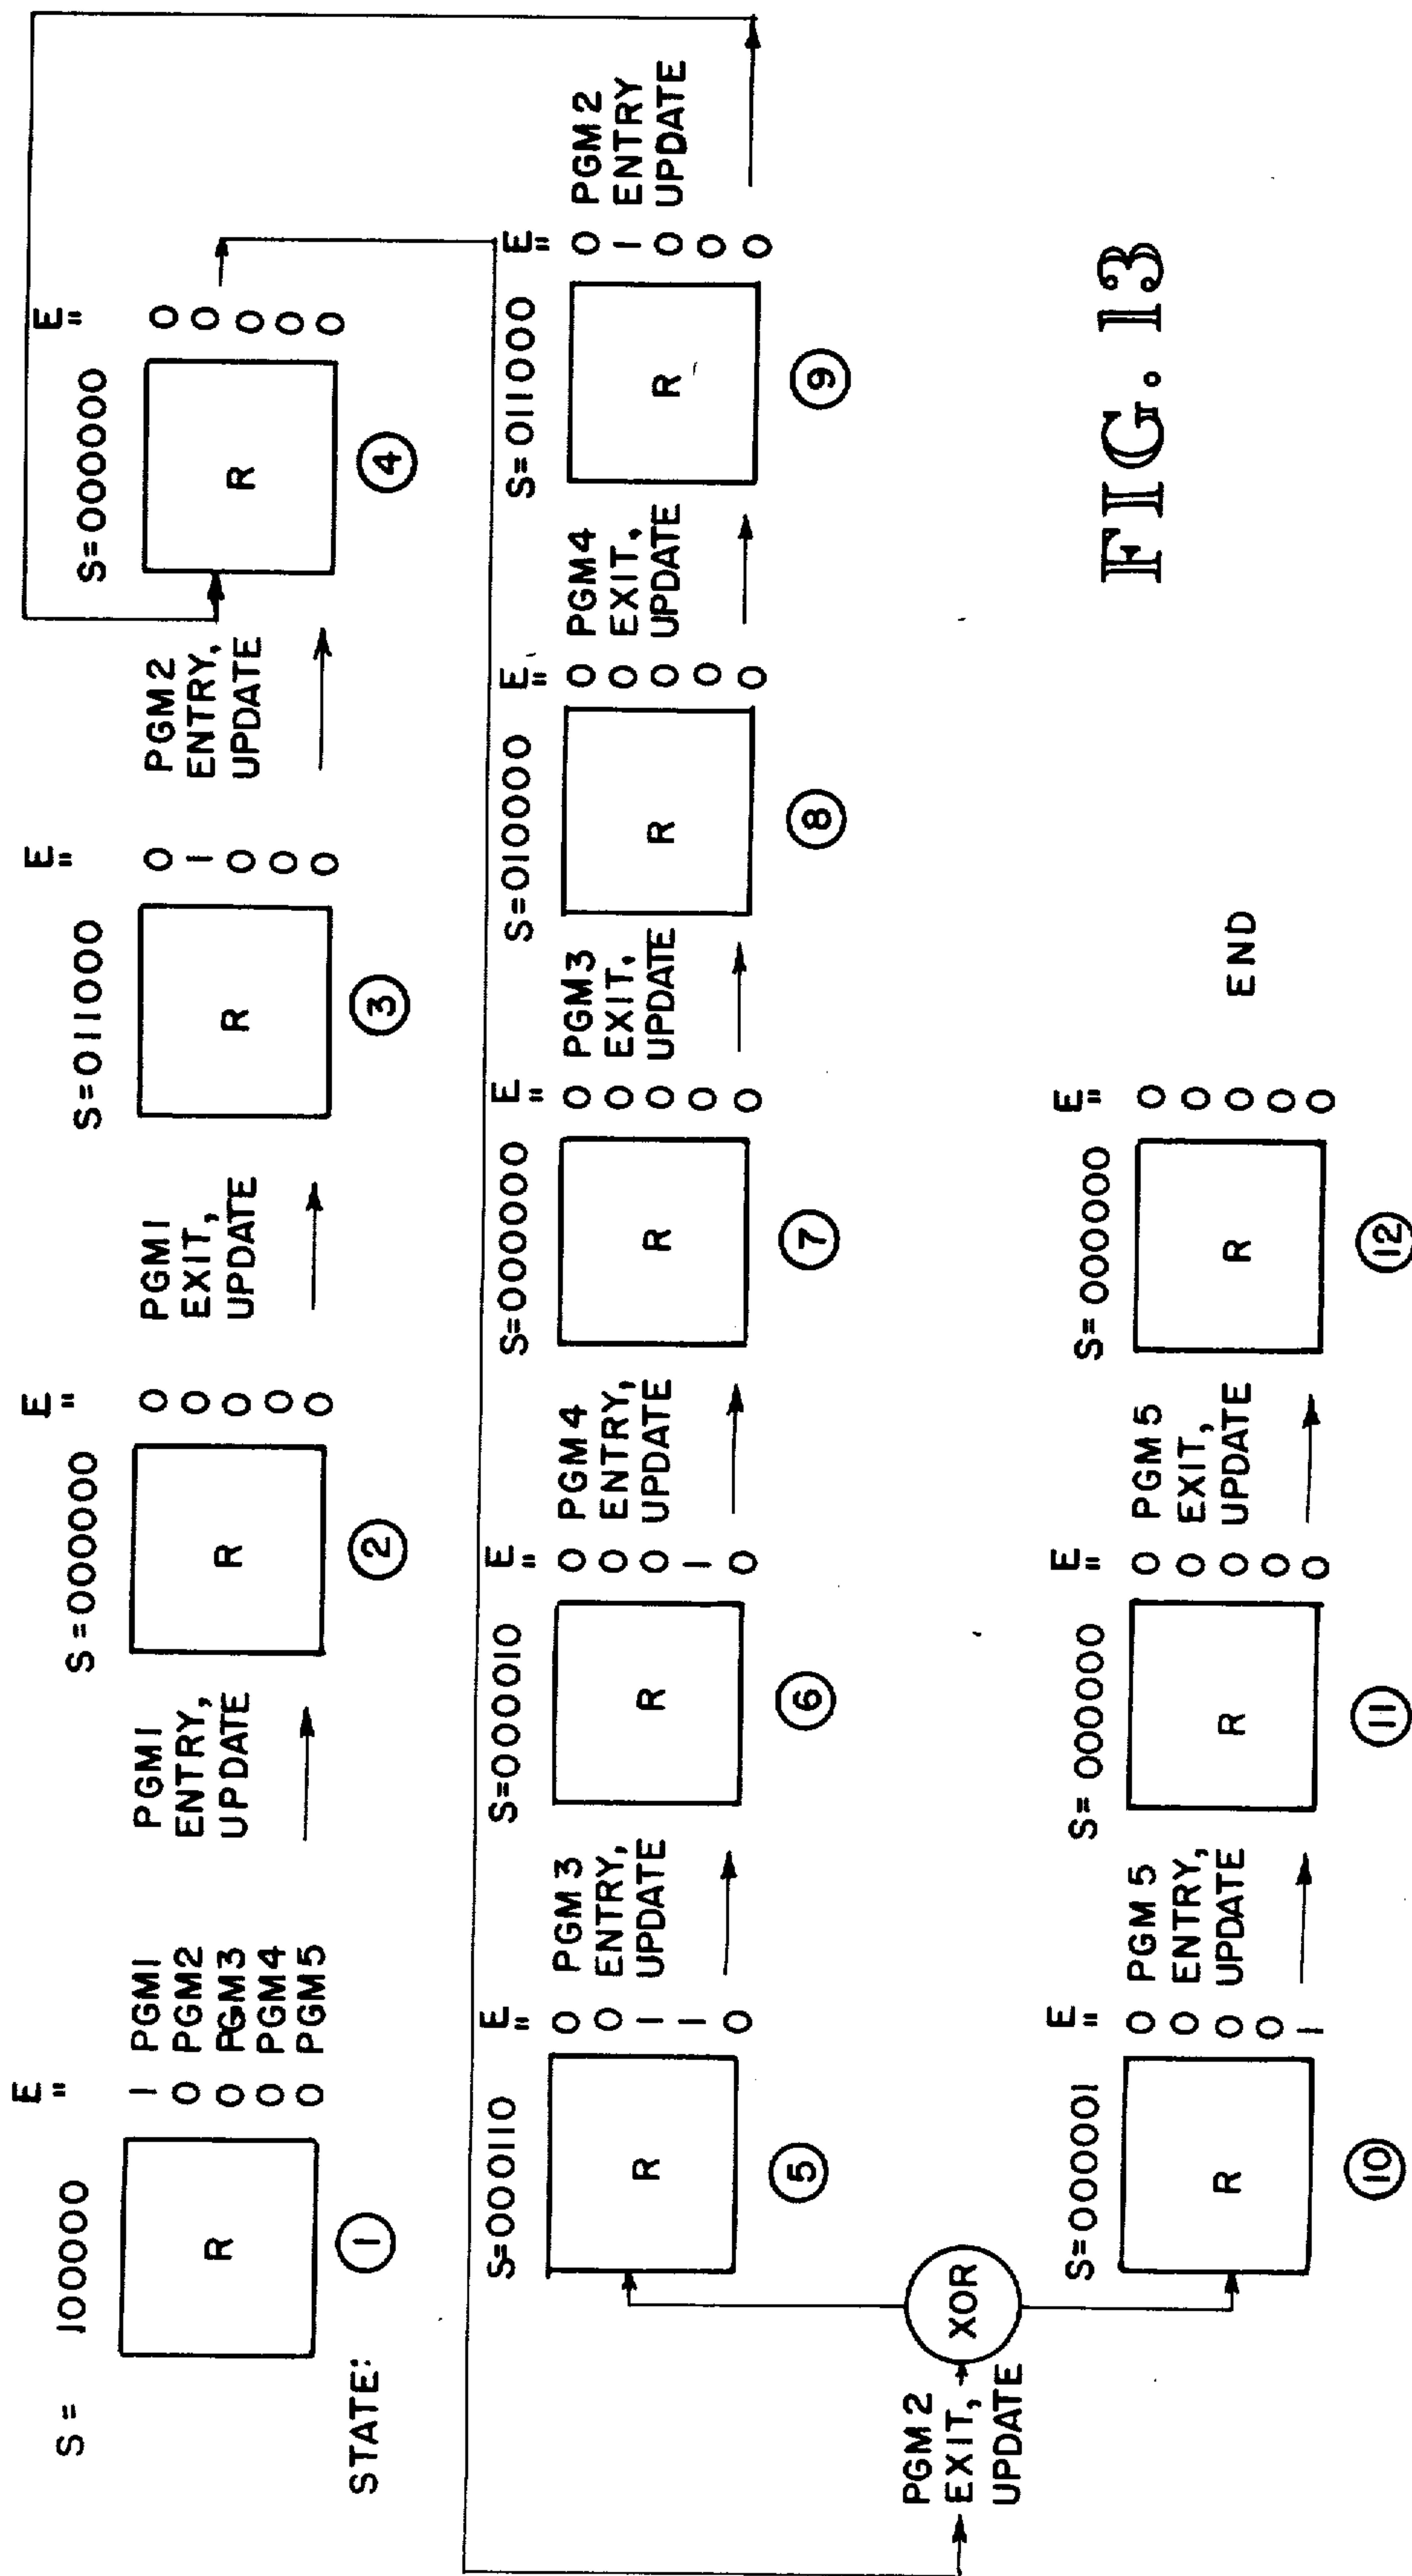 S = 100000
E =
1 PGM1
0 PGM2
0 PGM3
0 PGM4
0 PGM5
R
STATE: 1
PGM1
ENTRY,
UPDATE
S=000000
E=
0
0
0
0
0
R
2
PGM1
EXIT,
UPDATE
S=011000
E=
0
1
0
0
0
R
3
PGM2
ENTRY,
UPDATE
S=000000
E=
0
0
0
0
0
R
4
PGM2
EXIT,
UPDATE
XOR
S=000110
E=
0
0
1
1
0
R
5
PGM3
ENTRY,
UPDATE
S=000010
E=
0
0
0
1
0
R
6
PGM4
ENTRY,
UPDATE
S=000000
E=
0
0
0
0
0
R
7
PGM3
EXIT,
UPDATE
S=010000
E=
0
0
0
0
0
R
8
PGM4
EXIT,
UPDATE
S=011000
E=
0
1
0
0
0
R
9
PGM2
ENTRY
UPDATE
S=000001
E=
0
0
0
0
1
R
10
PGM5
ENTRY,
UPDATE
S=000000
E=
0
0
0
0
0
R
11
PGM5
EXIT,
UPDATE
S=000000
E=
0
0
0
0
0
R
12
END
FIG. 13